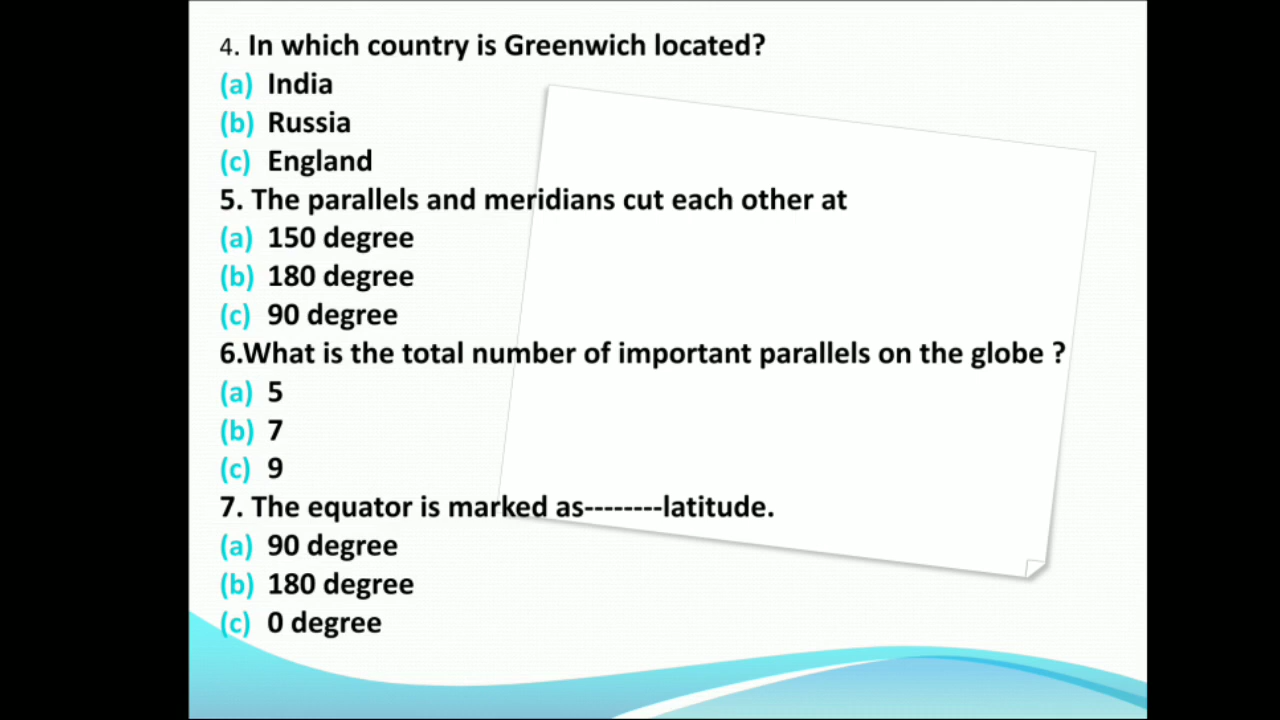 4. In which country is Greenwich located?
(a) India
(b) Russia
(c) England
5. The parallels and meridians cut each other at
(a) 150 degree
(b) 180 degree
(c) 90 degree
6.What is the total number of important parallels on the globe ?
(a) 5
(b) 7
(c) 9
7. The equator is marked as--------latitude.
(a) 90 degree
(b) 180 degree
(c) 0 degree